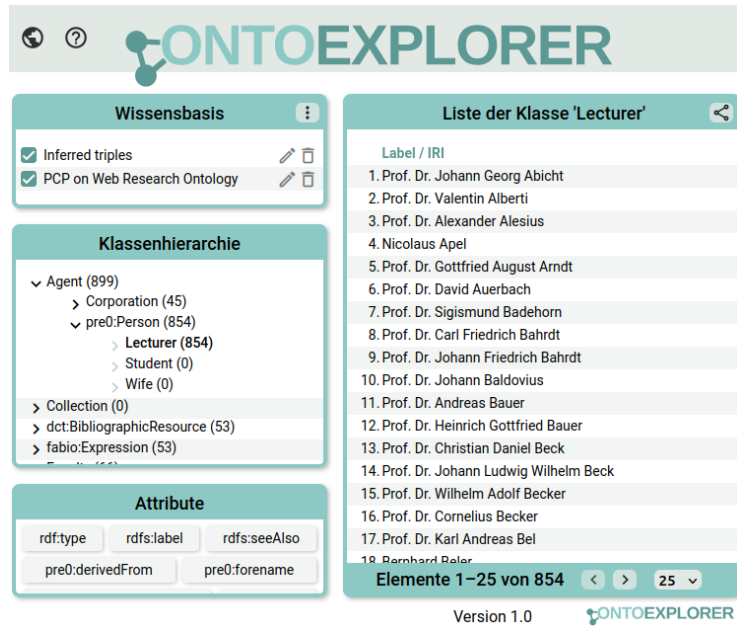 ONTOEXPLORER
Wissensbasis
Inferred triples
PCP on Web Research Ontology
Klassenhierarchie
Agent (899)
Corporation (45)
pre0:Person (854)
Lecturer (854)
Student (0)
Wife (0)
Collection (0)
dct:BibliographicResource (53)
fabio:Expression (53)
Attribute
rdf:type rdfs:label rdfs:seeAlso
pre0:derivedFrom pre0:forename
Liste der Klasse 'Lecturer'
Label / IRI
1. Prof. Dr. Johann Georg Abicht
2. Prof. Dr. Valentin Alberti
3. Prof. Dr. Alexander Alesius
4. Nicolaus Apel
5. Prof. Dr. Gottfried August Arndt
6. Prof. Dr. David Auerbach
7. Prof. Dr. Sigismund Badehorn
8. Prof. Dr. Carl Friedrich Bahrdt
9. Prof. Dr. Johann Friedrich Bahrdt
10. Prof. Dr. Johann Baldovius
11. Prof. Dr. Andreas Bauer
12. Prof. Dr. Heinrich Gottfried Bauer
13. Prof. Dr. Christian Daniel Beck
14. Prof. Dr. Johann Ludwig Wilhelm Beck
15. Prof. Dr. Wilhelm Adolf Becker
16. Prof. Dr. Cornelius Becker
17. Prof. Dr. Karl Andreas Bel
18. Bernhard Beler
Elemente 1–25 von 854 < > 25
Version 1.0 ONTOEXPLORER